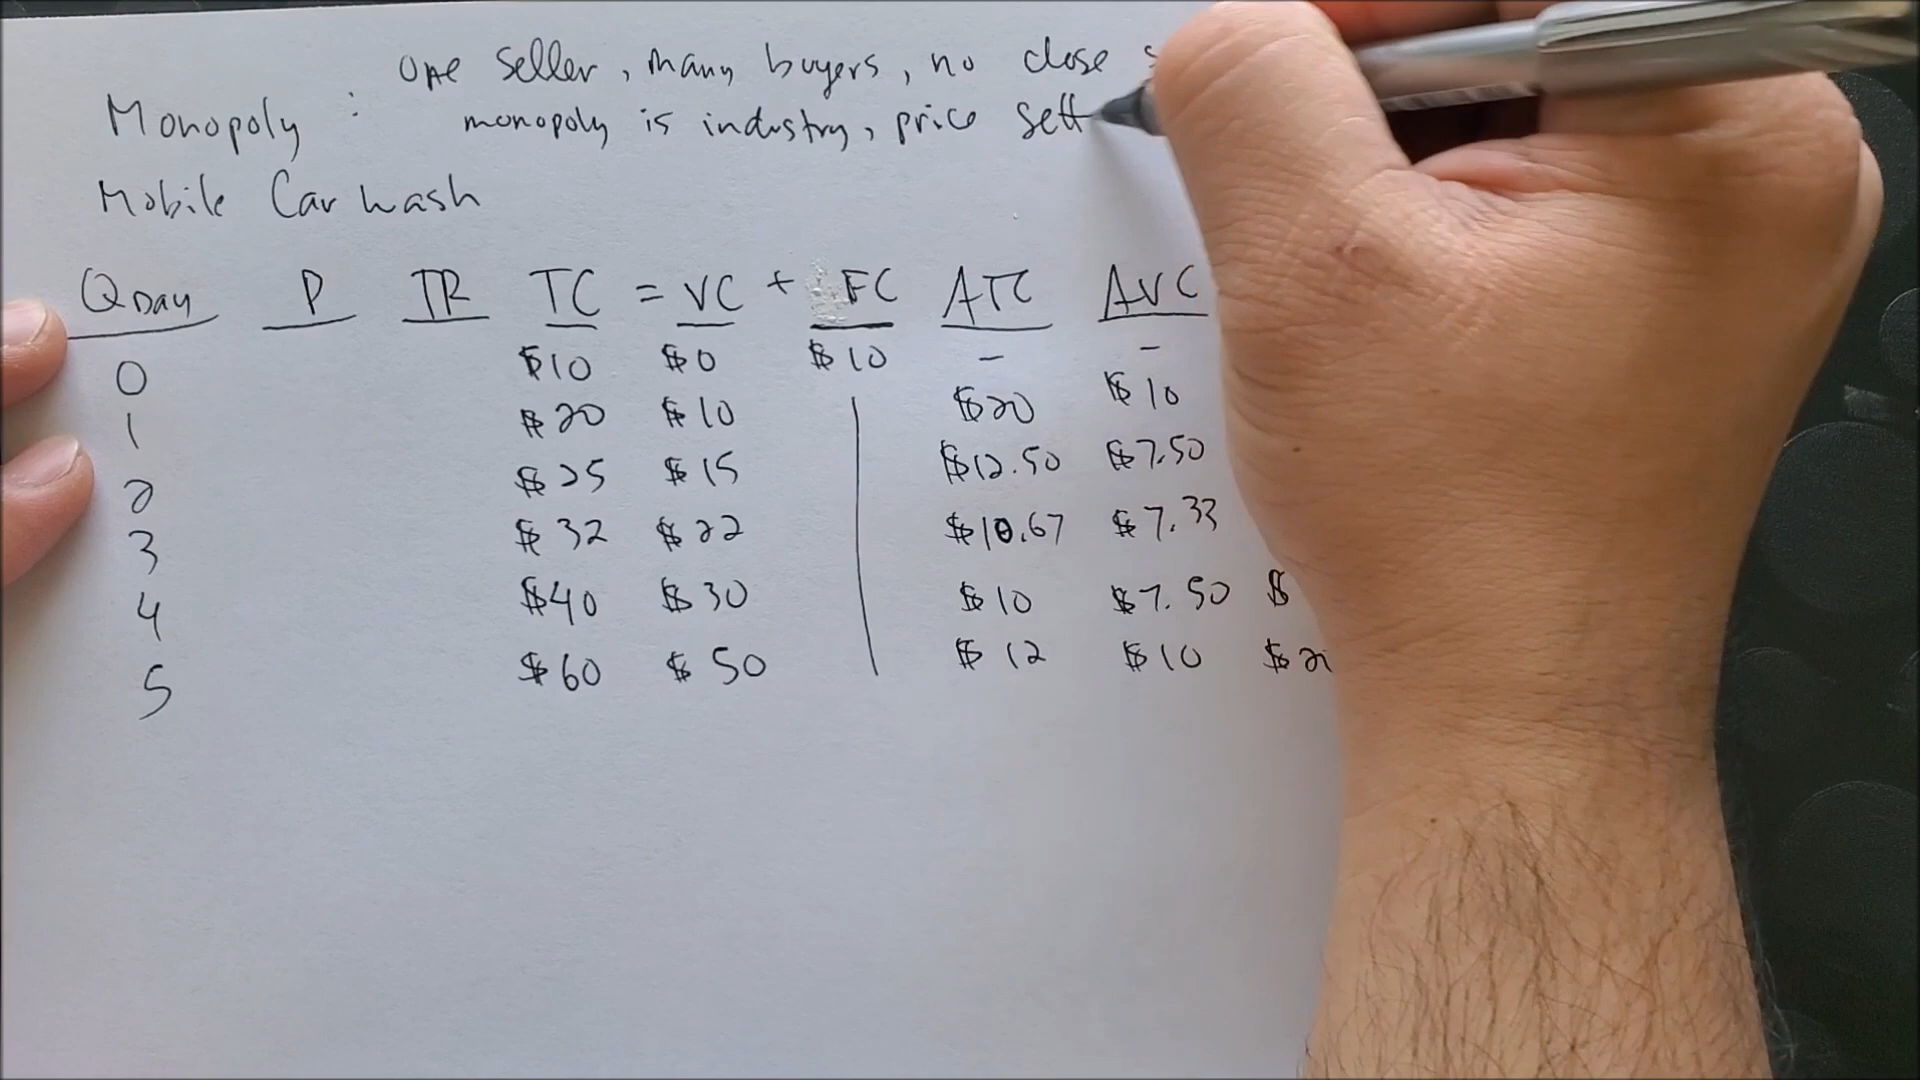 one seller, many buyers, no close
Monopoly : monopoly is industry, price sett
Mobile Car Wash
QDay P TR TC = VC + FC ATC AVC
0 $10 $0 $10 - -
1 $20 $10 $20 $10
2 $25 $15 $12.50 $7.50
3 $32 $22 $10.67 $7.33
4 $40 $30 $10 $7.50 $
5 $60 $50 $12 $10 $2